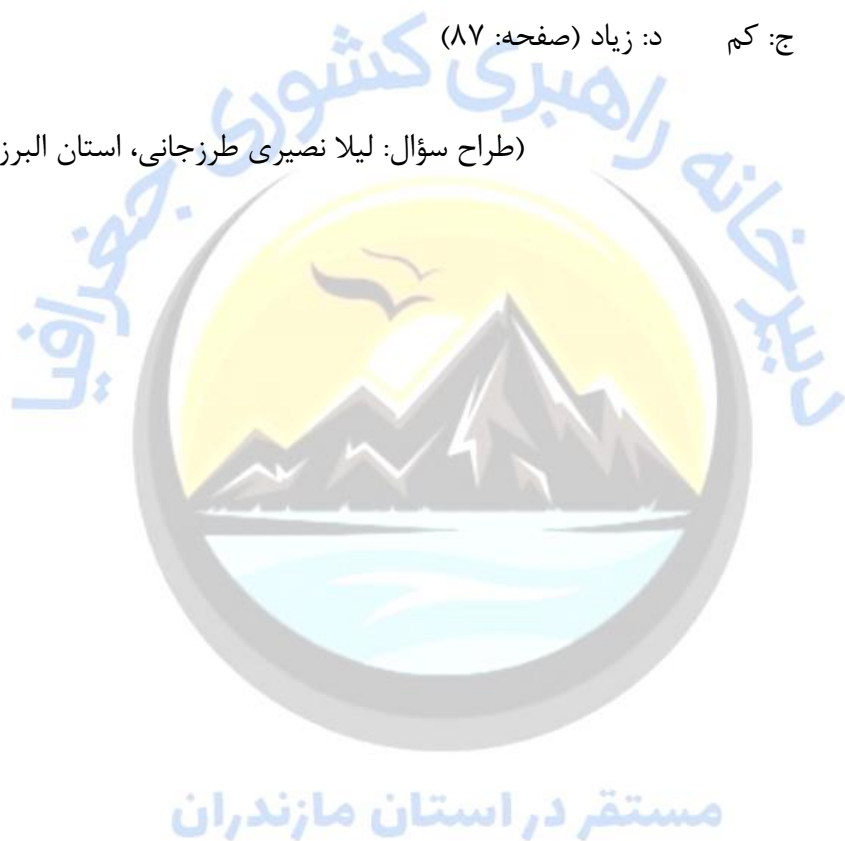 ج: کم د: زیاد (صفحه: ۸۷)
(طراح سؤال: لیلا نصیری طرزجانی، استان البرز
دبیرخانه راهبری کشوری جغرافیا
مستقر در استان مازندران